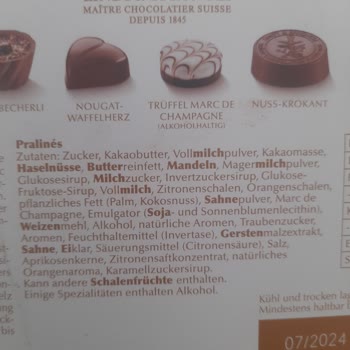 MAÎTRE CHOCOLATIER SUISSE
DEPUIS 1845
BECHERLI
NOUGAT-
WAFFELHERZ
TRÜFFEL MARC DE
CHAMPAGNE
(ALKOHOLHALTIG)
NUSS-KROKANT
Pralinés
Zutaten: Zucker, Kakaobutter, Vollmilchpulver, Kakaomasse,
Haselnüsse, Butterreinfett, Mandeln, Magermilchpulver,
Glukosesirup, Milchzucker, Invertzuckersirup, Glukose-
Fruktose-Sirup, Vollmilch, Zitronenschalen, Orangenschalen,
pflanzliches Fett (Palm, Kokosnuss), Sahnepulver, Marc de
Champagne, Emulgator (Soja- und Sonnenblumenlecithin),
Weizenmehl, Alkohol, natürliche Aromen, Traubenzucker,
Aromen, Feuchthaltemittel (Invertase), Gerstenmalzextrakt,
Sahne, Eiklar, Säuerungsmittel (Citronensäure), Salz,
Aprikosenkerne, Zitronensaftkonzentrat, natürliches
Orangenaroma, Karamellzuckersirup.
Kann andere Schalenfrüchte enthalten.
Einige Spezialitäten enthalten Alkohol.
Kühl und trocken lag
Mindestens haltbar
07/2024